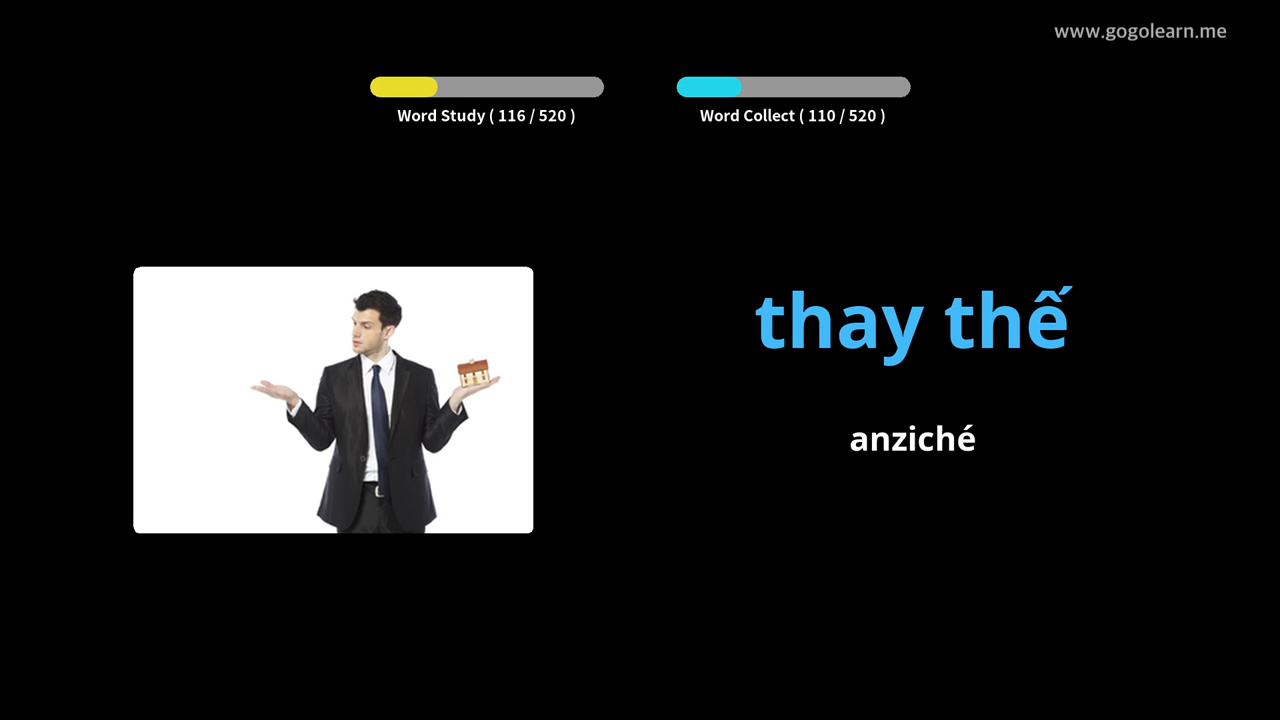 www.gogolearn.me
Word Study ( 116 / 520 )
Word Collect ( 110 / 520 )
thay thế
anziché